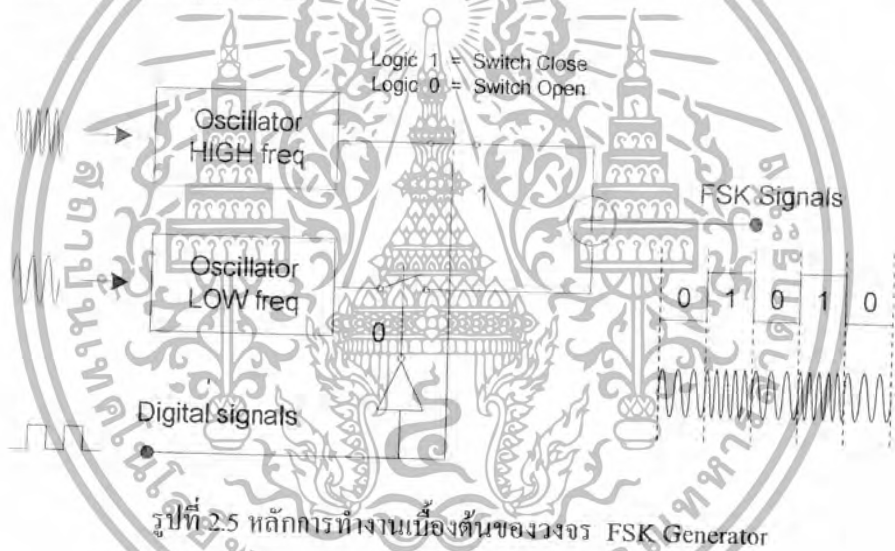 Logic 1 = Switch Close
Logic 0 = Switch Open
Oscillator
HIGH freq
1
FSK Signals
Oscillator
LOW freq
0
0 1 0 1 0
Digital signals
รูปที่ 2.5 หลักการทำงานเบื้องต้นของวงจร FSK Generator